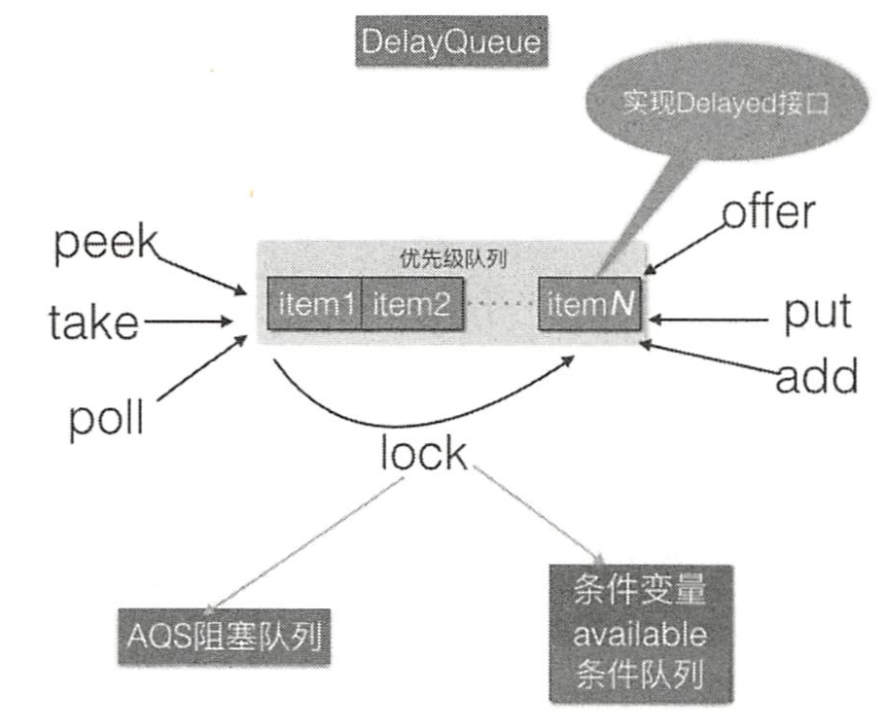 DelayQueue
实现Delayed接口
offer
peek
优先级队列
item1 item2 itemN
take
put
add
poll
lock
AQS阻塞队列
条件变量
available
条件队列